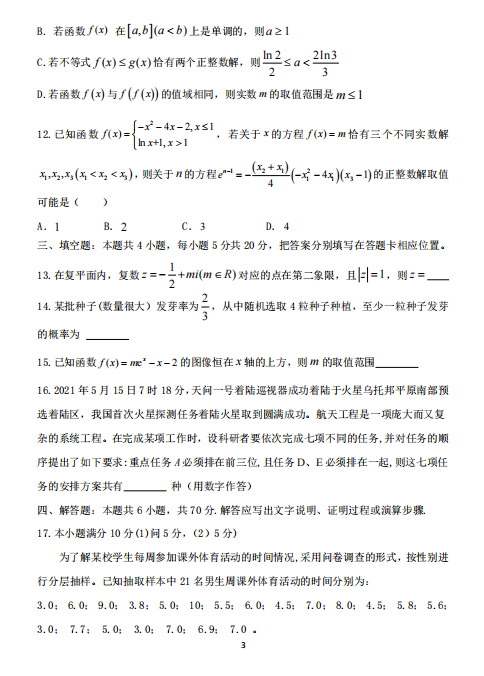 B. 若函数 f(x) 在[a,b](a<b)上是单调的，则a≥1
C.若不等式 f(x)≤g(x)恰有两个正整数解，则 ln 2/2 ≤ a < 2ln3/3
D.若函数 f(x)与 f(f(x))的值域相同，则实数m的取值范围是m≤1
12.已知函数 f(x)={−x²−4x−2, x≤1; ln x+1, x>1 ，若关于x的方程 f(x)=m恰有三个不同实数解
x₁,x₂,x₃(x₁<x₂<x₃)，则关于n的方程eⁿ⁻¹=−(x₂+x₁)/4(−x₁²−4x₁)(x₃−1)的正整数解取值
可能是（ ）
A. 1 B. 2 C. 3 D. 4
三、填空题：本题共 4 小题，每小题 5 分共 20 分，把答案分别填写在答题卡相应位置。
13.在复平面内，复数z=−1/2+mi(m∈R)对应的点在第二象限，且|z|=1，则z=____
14.某批种子(数量很大）发芽率为2/3，从中随机选取 4 粒种子种植，至少一粒种子发芽
的概率为 ________
15.已知函数 f(x)=meˣ−x−2的图像恒在x轴的上方，则m的取值范围________
16.2021 年 5 月 15 日 7 时 18 分,天问一号着陆巡视器成功着陆于火星乌托邦平原南部预
选着陆区，我国首次火星探测任务着陆火星取到圆满成功。航天工程是一项庞大而又复
杂的系统工程。在完成某项工作时，设科研者要依次完成七项不同的任务,并对任务的顺
序提出了如下要求:重点任务 A 必须排在前三位,且任务 D、E 必须排在一起,则这七项任
务的安排方案共有________ 种（用数字作答）
四、解答题：本题共 6 小题，共 70 分.解答应写出文字说明、证明过程或演算步骤.
17.本小题满分 10 分(1)问 5 分，(2）5 分)
为了解某校学生每周参加课外体育活动的时间情况,采用问卷调查的形式，按性别进
行分层抽样。已知抽取样本中 21 名男生周课外体育活动的时间分别为：
3.0； 6.0； 9.0； 3.8； 5.0； 10； 5.5； 6.0； 4.5； 7.0； 8.0； 4.5； 5.8； 5.6；
3.0； 7.7； 5.0； 3.0； 7.0； 6.9； 7.0 。
3